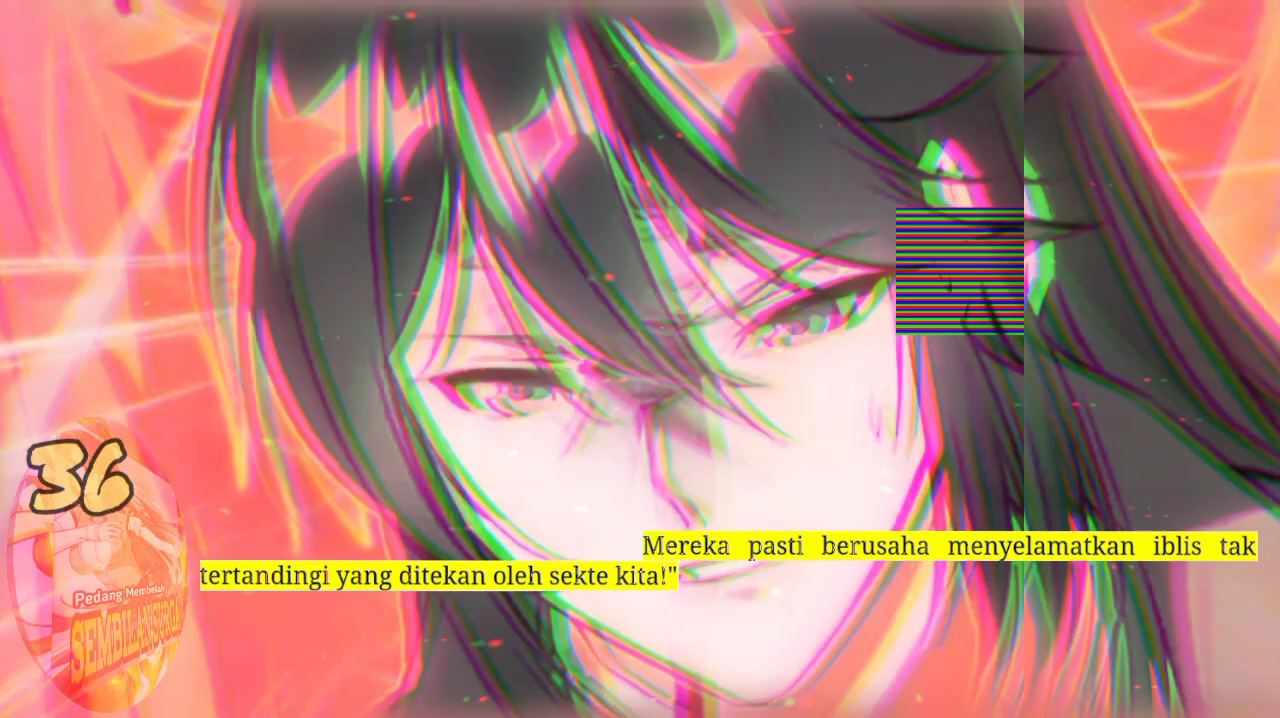 36
Pedang Membelah
SEMBILAN SURGA
Mereka pasti berusaha menyelamatkan iblis tak
tertandingi yang ditekan oleh sekte kita!"